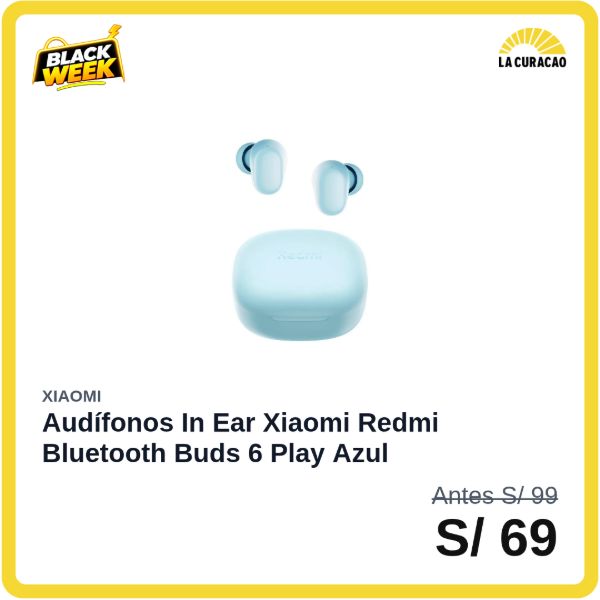 BLACK
WEEK
LA CURACAO
Redmi
XIAOMI
Audífonos In Ear Xiaomi Redmi
Bluetooth Buds 6 Play Azul
Antes S/ 99
S/ 69